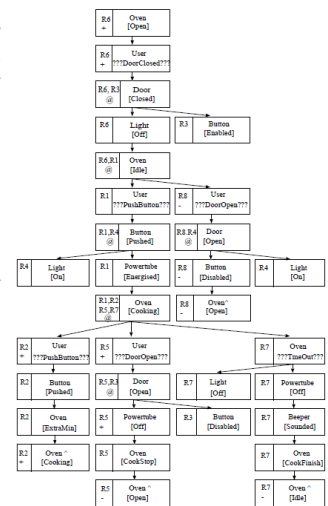 R6 Oven
+ [Open]
R6 User
+ ???DoorClosed???
R6, R3 Door
@ [Closed]
R6 Light
[Off]
R3 Button
[Enabled]
R6,R1 Oven
@ [Idle]
R1 User
???PushButton???
R8 User
- ???DoorOpen???
R1,R4 Button
@ [Pushed]
R8,R4 Door
@ [Open]
R4 Light
[On]
R1 Powertube
[Energised]
R8 Button
- [Disabled]
R4 Light
[On]
R1,R2 Oven
R5,R7 [Cooking]
@
R8 Oven^
- [Open]
R2 User
+ ???PushButton???
R5 User
+ ???DoorOpen???
R7 Oven
???TmeOut???
R2 Button
[Pushed]
R5,R3 Door
@ [Open]
R7 Light
[Off]
R7 Powertube
[Off]
R2 Oven
[ExtraMin]
R5 Powertube
+ [Off]
R3 Button
[Disabled]
R7 Beeper
[Sounded]
R2 Oven ^
+ [Cooking]
R5 Oven
[CookStop]
R7 Oven
[CookFinish]
R5 Oven ^
- [Open]
R7 Oven ^
- [Idle]